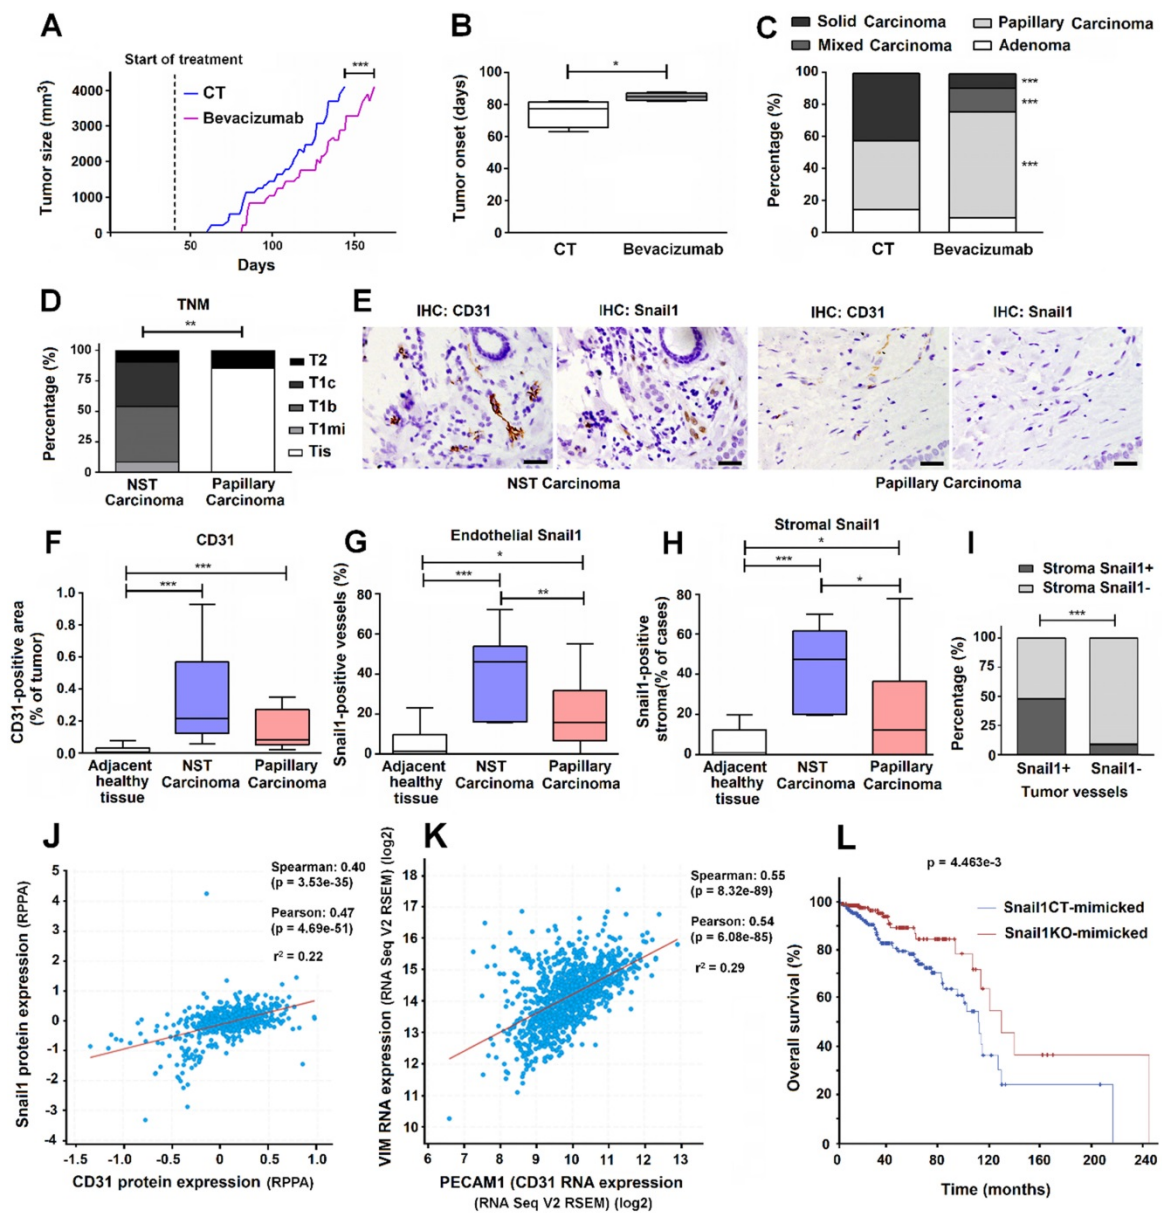 A
Start of treatment
***
CT
Bevacizumab
Tumor size (mm3)
4000
3000
2000
1000
0
50
100
150
Days
B
*
Tumor onset (days)
100
80
60
40
20
0
CT
Bevacizumab
C
Solid Carcinoma
Papillary Carcinoma
Mixed Carcinoma
Adenoma
Percentage (%)
100
80
60
40
20
0
***
***
***
CT
Bevacizumab
D
TNM
**
Percentage (%)
100
75
50
25
0
T2
T1c
T1b
T1mi
Tis
NST
Carcinoma
Papillary
Carcinoma
E
IHC: CD31
IHC: Snail1
IHC: CD31
IHC: Snail1
NST Carcinoma
Papillary Carcinoma
F
CD31
***
***
CD31-positive area
(% of tumor)
1.0
0.8
0.6
0.4
0.2
0.0
Adjacent
healthy
tissue
NST
Carcinoma
Papillary
Carcinoma
G
Endothelial Snail1
*
***
**
Snail1-positive vessels (%)
80
60
40
20
0
Adjacent
healthy
tissue
NST
Carcinoma
Papillary
Carcinoma
H
Stromal Snail1
*
***
*
Snail1-positive
stroma(% of cases)
80
60
40
20
0
Adjacent
healthy
tissue
NST
Carcinoma
Papillary
Carcinoma
I
Stroma Snail1+
Stroma Snail1-
***
Percentage (%)
100
75
50
25
0
Snail1+
Snail1-
Tumor vessels
J
Spearman: 0.40
(p = 3.53e-35)
Pearson: 0.47
(p = 4.69e-51)
r2 = 0.22
Snail1 protein expression (RPPA)
5
4
3
2
1
0
-1
-2
-3
-4
-1.5
-1.0
-0.5
0
0.5
1.0
CD31 protein expression (RPPA)
K
Spearman: 0.55
(p = 8.32e-89)
Pearson: 0.54
(p = 6.08e-85)
r2 = 0.29
VIM RNA expression (RNA Seq V2 RSEM) (log2)
18
17
16
15
14
13
12
11
10
6
7
8
9
10
11
12
13
PECAM1 (CD31 RNA expression
(RNA Seq V2 RSEM) (log2)
L
p = 4.463e-3
Snail1CT-mimicked
Snail1KO-mimicked
Overall survival (%)
100
80
60
40
20
0
0
40
80
120
160
200
240
Time (months)